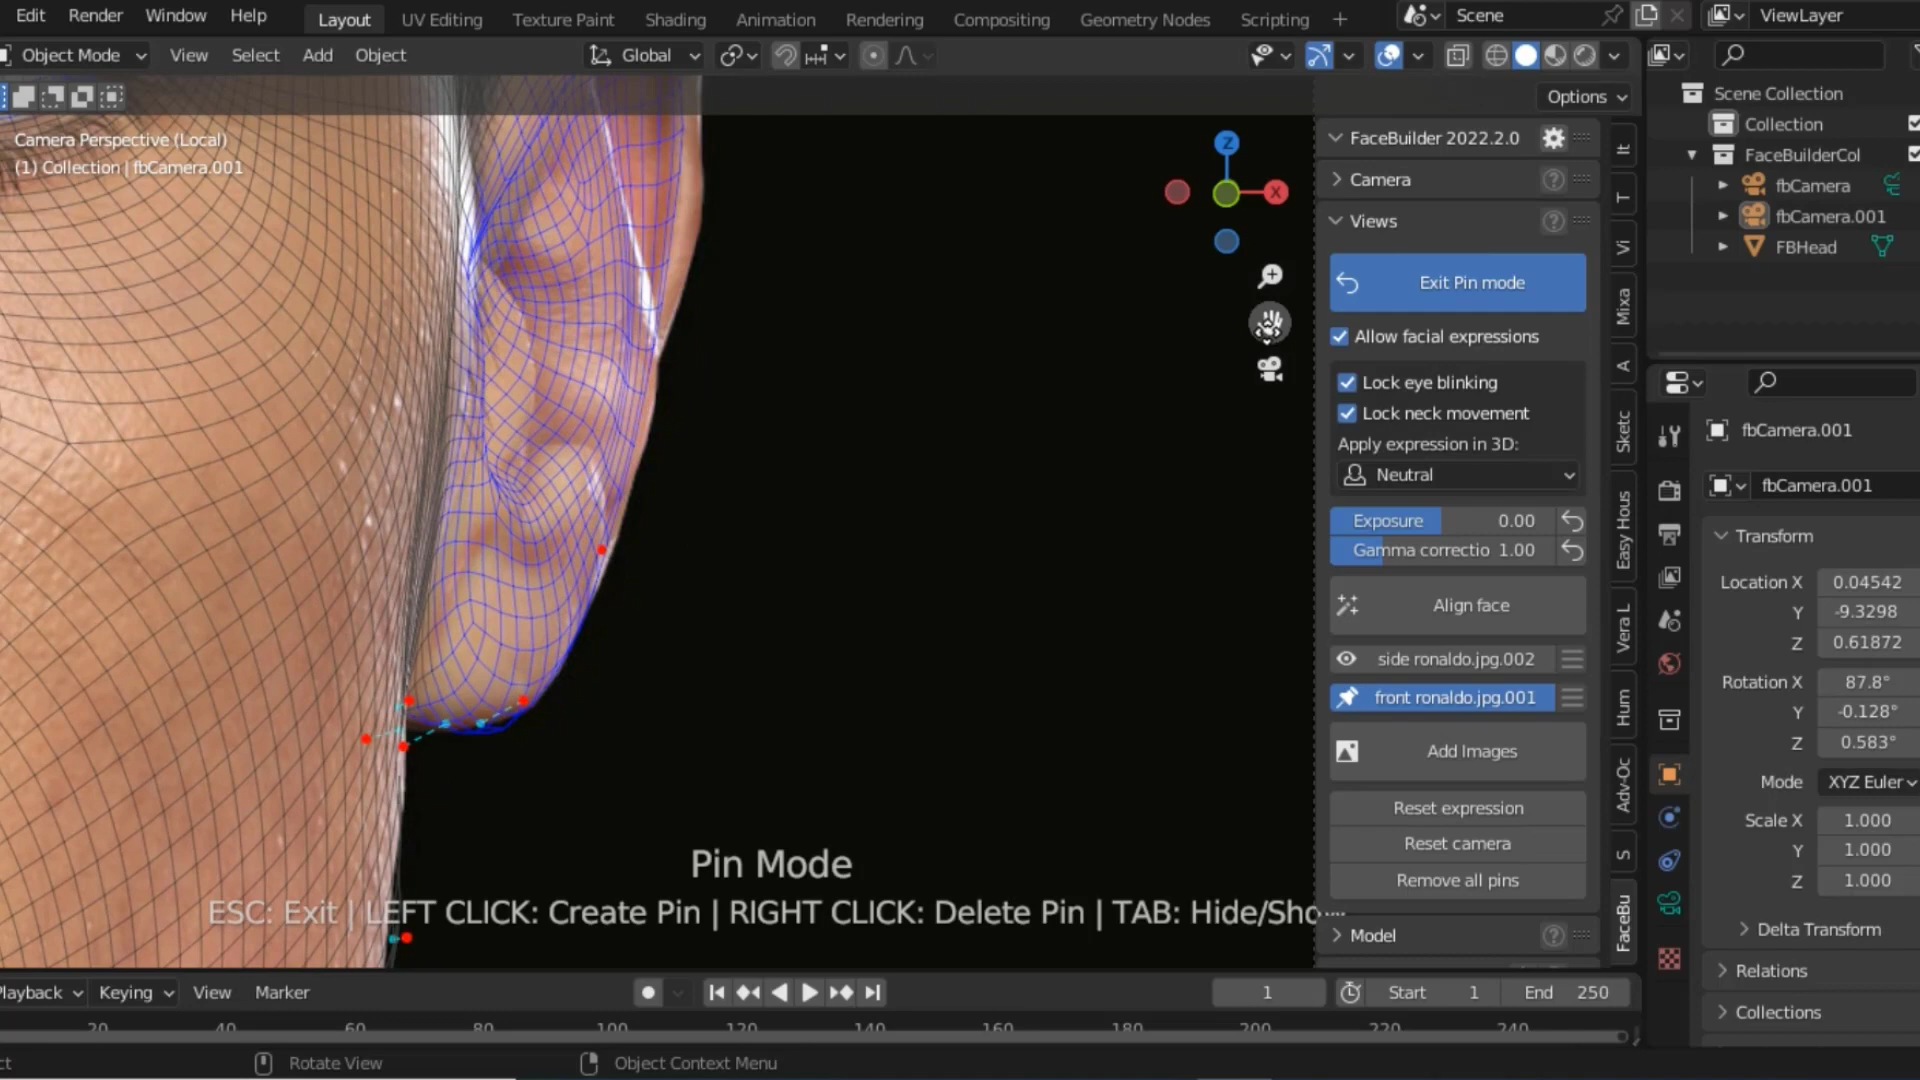 Edit Render Window Help Layout UV Editing Texture Paint Shading Animation Rendering Compositing Geometry Nodes Scripting + Scene ViewLayer
Object Mode View Select Add Object Global
Options
Camera Perspective (Local)
(1) Collection | fbCamera.001
Z
X
FaceBuilder 2022.2.0
Camera
Views
Exit Pin mode
Allow facial expressions
Lock eye blinking
Lock neck movement
Apply expression in 3D:
Neutral
Exposure 0.00
Gamma correctio 1.00
Align face
side ronaldo.jpg.002
front ronaldo.jpg.001
Add Images
Reset expression
Reset camera
Remove all pins
Model
It
T
Vi
Mixa
A
Sketc
Easy Hous
Vera L
Hum
Adv-Oc
S
FaceBu
Scene Collection
Collection
FaceBuilderCol
fbCamera
fbCamera.001
FBHead
fbCamera.001
fbCamera.001
Transform
Location X 0.04542
Y -9.3298
Z 0.61872
Rotation X 87.8°
Y -0.128°
Z 0.583°
Mode XYZ Euler
Scale X 1.000
Y 1.000
Z 1.000
Delta Transform
Relations
Collections
Pin Mode
ESC: Exit | LEFT CLICK: Create Pin | RIGHT CLICK: Delete Pin | TAB: Hide/Sho
Playback Keying View Marker 1 Start 1 End 250
20 40 60 80 100 120 140 160 180 200 220 240
ct Rotate View Object Context Menu